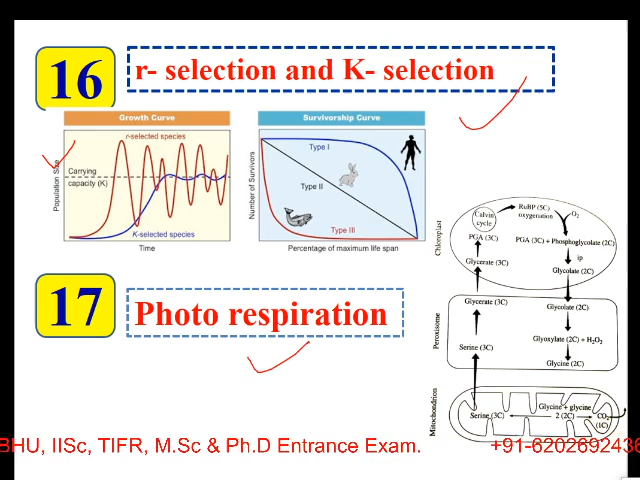 16
r- selection and K- selection
Growth Curve
r-selected species
Population Size
Carrying
capacity (K)
K-selected species
Time
Survivorship Curve
Type I
Number of Survivors
Type II
Type III
Percentage of maximum life span
17
Photo respiration
Chloroplast
Calvin
cycle
RuBP (5C)
oxygenation
O2
PGA (3C)
PGA (3C) + Phosphoglycolate (2C)
ip
Glycerate (3C)
Glycolate (2C)
Peroxisome
Glycerate (3C)
Glycolate (2C)
Glyoxylate (2C) + H2O2
Serine (3C)
Glycine (2C)
Mitochondrion
Glycine + glycine
Serine (3C)
2 (2C)
CO2
(1C)
BHU, IISc, TIFR, M.Sc & Ph.D Entrance Exam.
+91-6202692436